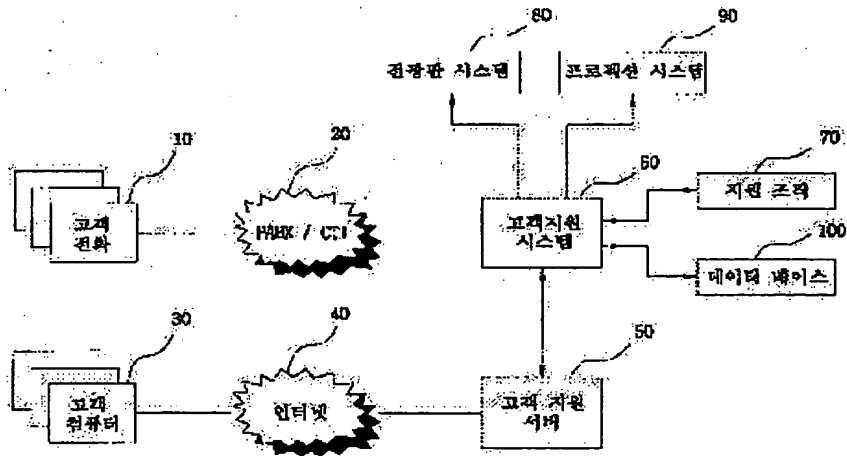 80
90
전광판 시스템
프로젝션 시스템
10
20
60
70
고객
전화
PABX / CTI
고객지원
시스템
지원 조직
100
데이터 베이스
30
40
50
고객
컴퓨터
인터넷
고객 지원
서버